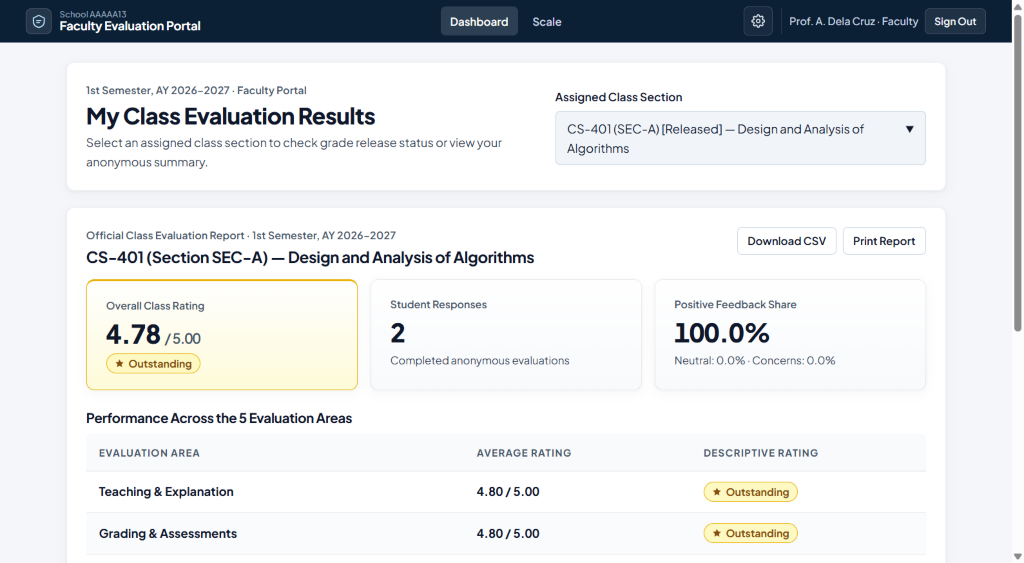 School AAAAA13
Faculty Evaluation Portal
Dashboard
Scale
Prof. A. Dela Cruz · Faculty
Sign Out
1st Semester, AY 2026–2027 · Faculty Portal
My Class Evaluation Results
Select an assigned class section to check grade release status or view your
anonymous summary.
Assigned Class Section
CS-401 (SEC-A) [Released] — Design and Analysis of
Algorithms
Official Class Evaluation Report · 1st Semester, AY 2026–2027
CS-401 (Section SEC-A) — Design and Analysis of Algorithms
Download CSV
Print Report
Overall Class Rating
4.78 / 5.00
★ Outstanding
Student Responses
2
Completed anonymous evaluations
Positive Feedback Share
100.0%
Neutral: 0.0% · Concerns: 0.0%
Performance Across the 5 Evaluation Areas
EVALUATION AREA AVERAGE RATING DESCRIPTIVE RATING
Teaching & Explanation 4.80 / 5.00 ★ Outstanding
Grading & Assessments 4.80 / 5.00 ★ Outstanding